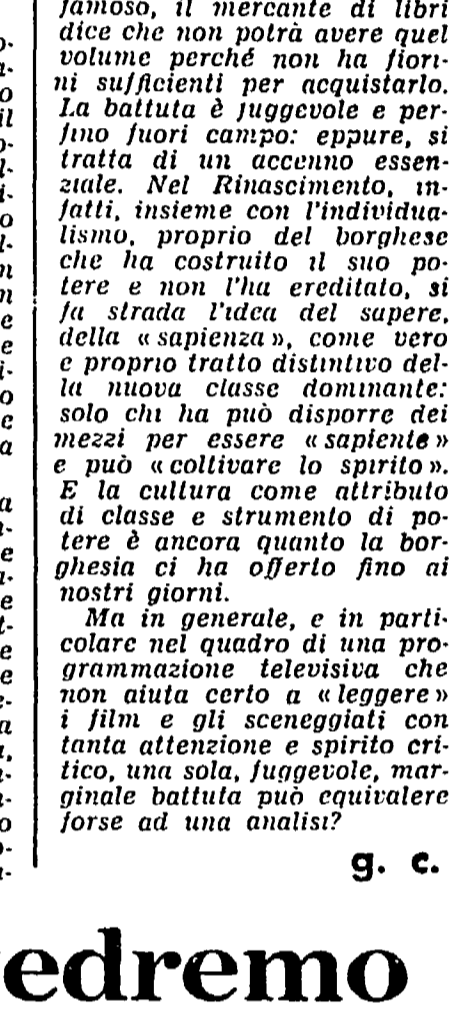 famoso, il mercante di libri
dice che non potrà avere quel
volume perché non ha fiori-
ni sufficienti per acquistarlo.
La battuta è fuggevole e per-
fino fuori campo: eppure, si
tratta di un accenno essen-
ziale. Nel Rinascimento, in-
fatti, insieme con l'individua-
lismo, proprio del borghese
che ha costruito il suo po-
tere e non l'ha ereditato, si
fa strada l'idea del sapere,
della « sapienza », come vero
e proprio tratto distintivo del-
la nuova classe dominante:
solo chi ha può disporre dei
mezzi per essere « sapiente »
e può « coltivare lo spirito ».
E la cultura come attributo
di classe e strumento di po-
tere è ancora quanto la bor-
ghesia ci ha offerto fino ai
nostri giorni.
Ma in generale, e in parti-
colare nel quadro di una pro-
grammazione televisiva che
non aiuta certo a « leggere »
i film e gli sceneggiati con
tanta attenzione e spirito cri-
tico, una sola, fuggevole, mar-
ginale battuta può equivalere
forse ad una analisi?
g. c.
edremo